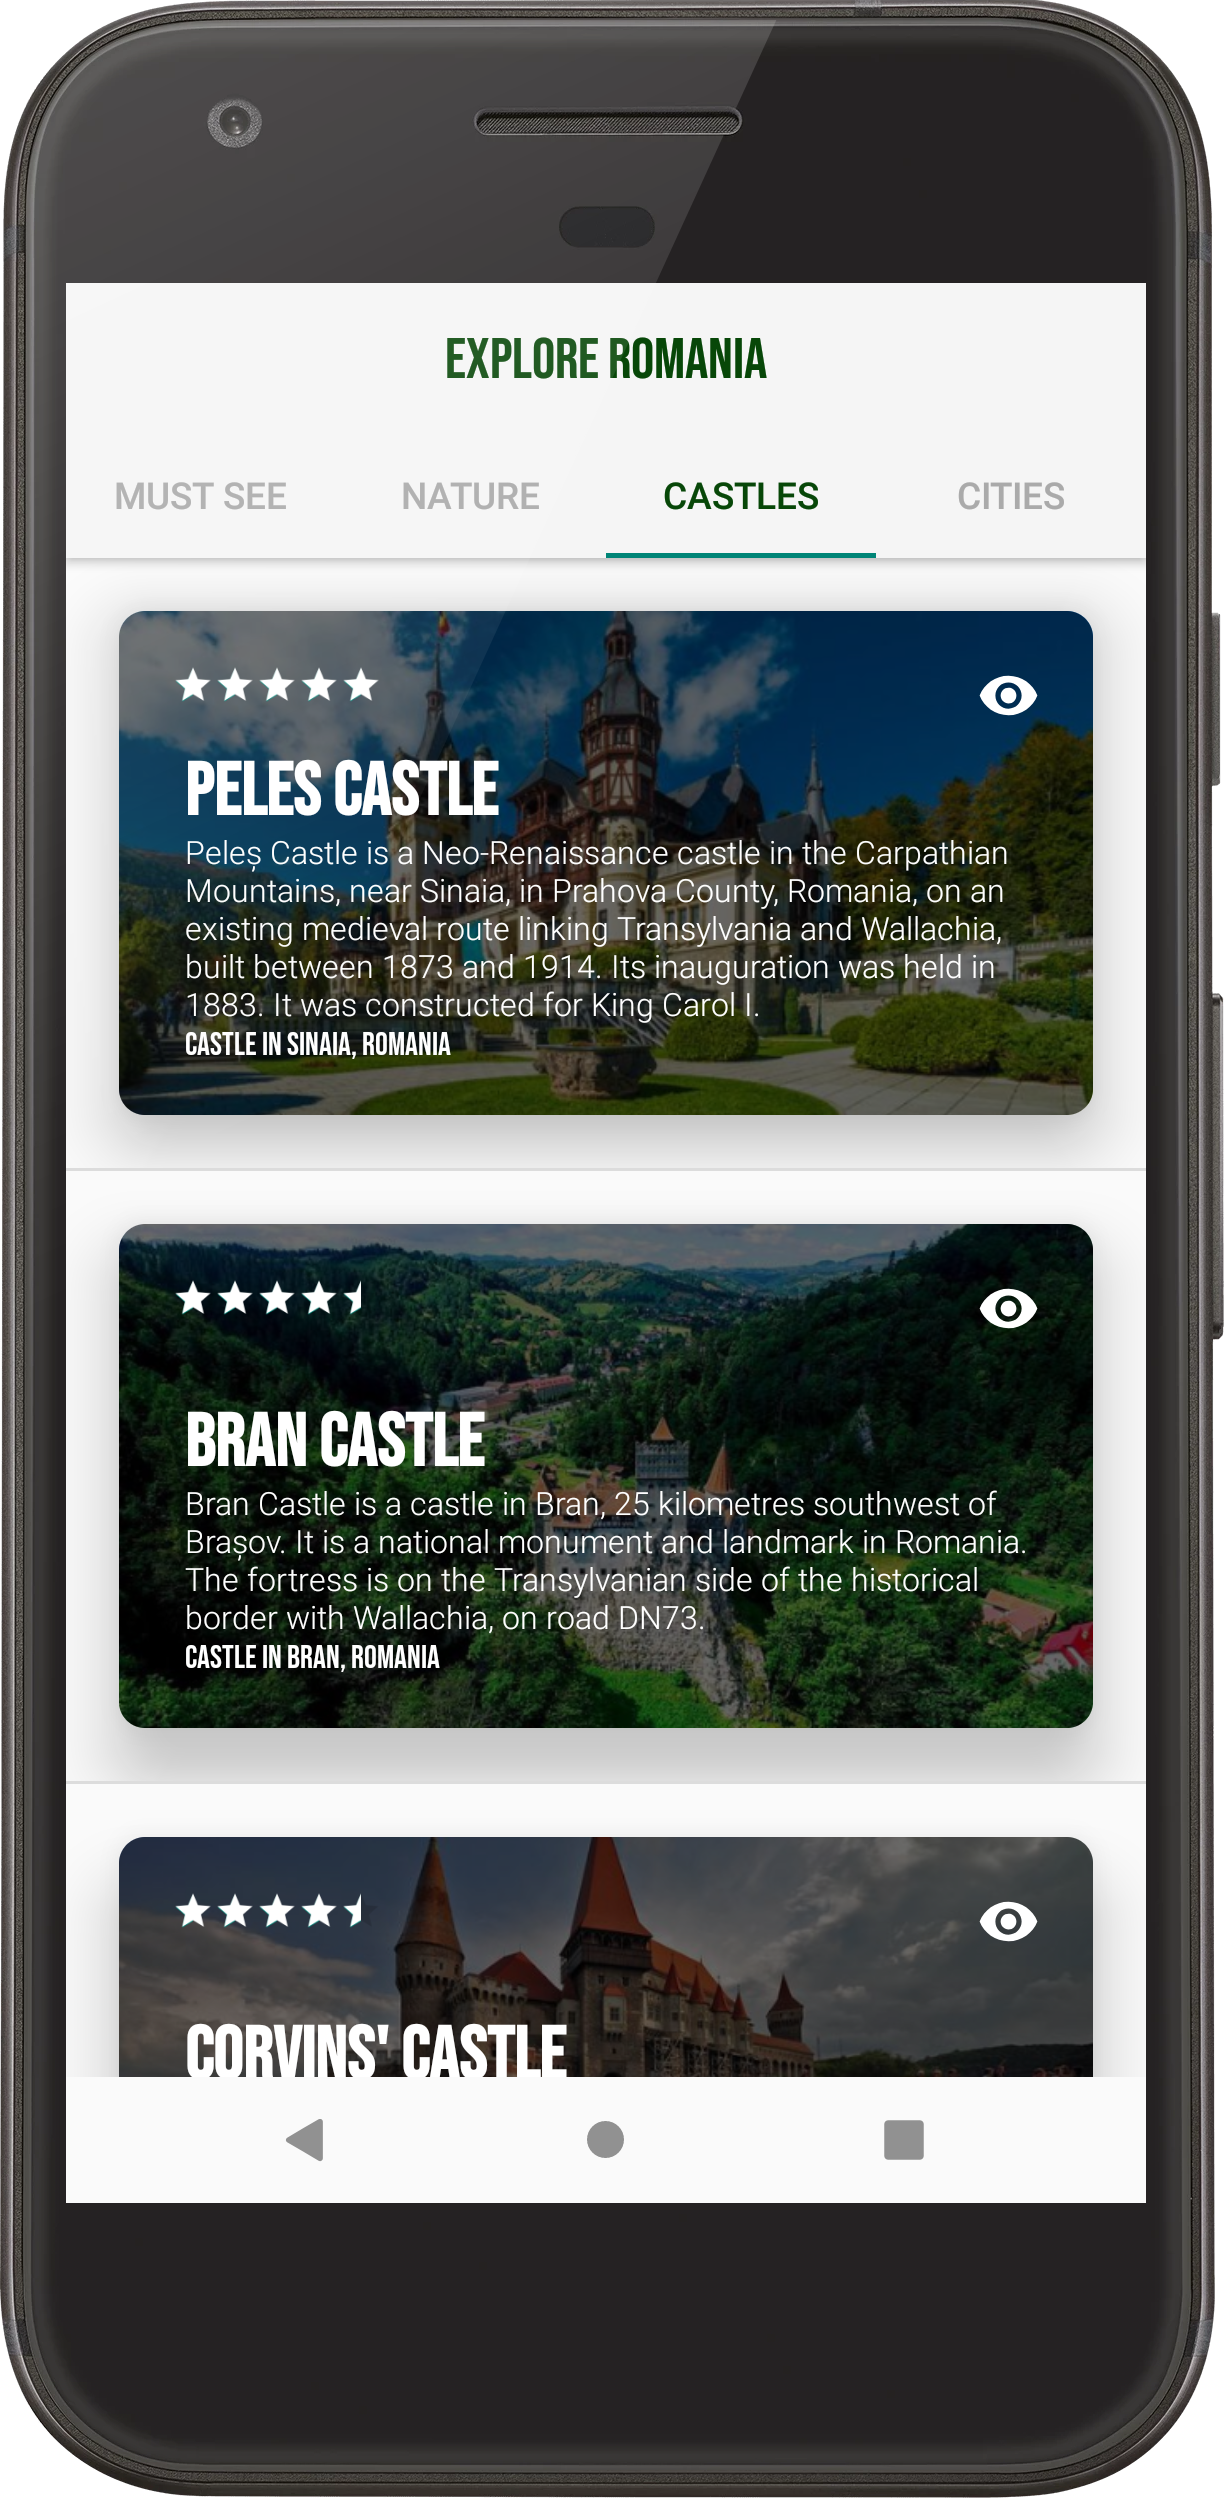 EXPLORE ROMANIA
MUST SEE NATURE CASTLES CITIES
PELES CASTLE
Peleș Castle is a Neo-Renaissance castle in the Carpathian
Mountains, near Sinaia, in Prahova County, Romania, on an
existing medieval route linking Transylvania and Wallachia,
built between 1873 and 1914. Its inauguration was held in
1883. It was constructed for King Carol I.
CASTLE IN SINAIA, ROMANIA
BRAN CASTLE
Bran Castle is a castle in Bran, 25 kilometres southwest of
Brașov. It is a national monument and landmark in Romania.
The fortress is on the Transylvanian side of the historical
border with Wallachia, on road DN73.
CASTLE IN BRAN, ROMANIA
CORVINS' CASTLE